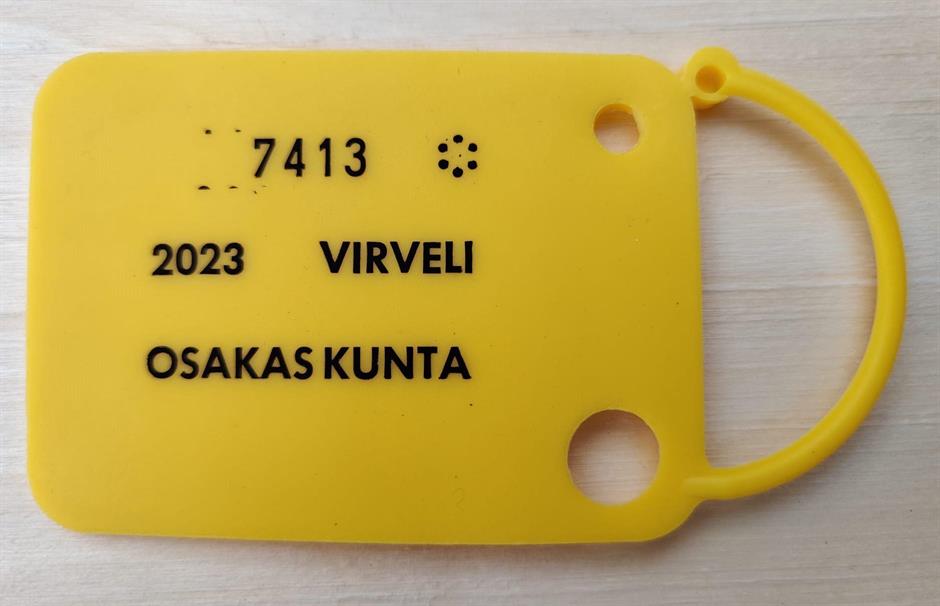 7413
2023 VIRVELI
OSAKAS KUNTA